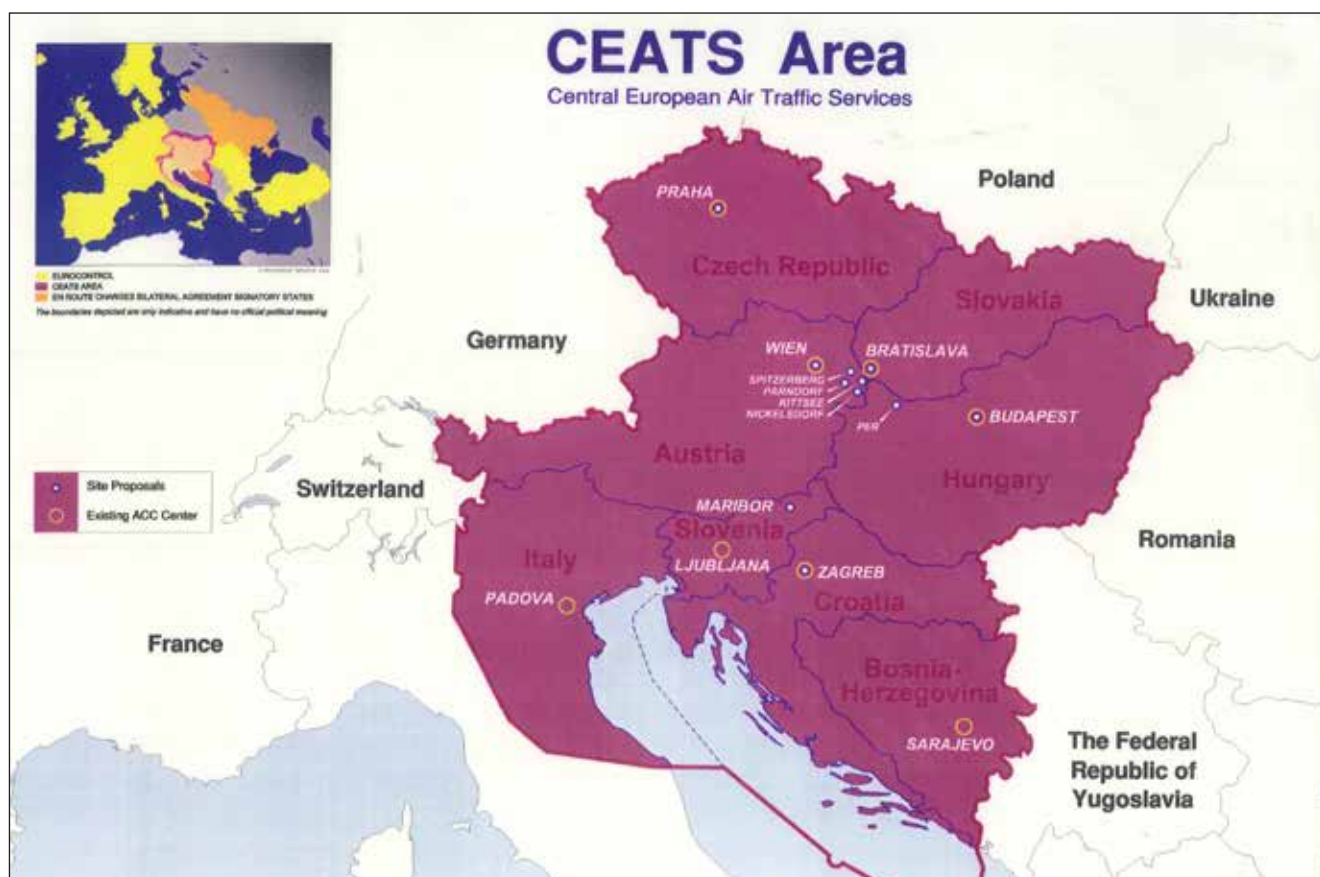 CEATS Area
Central European Air Traffic Services
EUROCONTROL
CEATS AREA
EN ROUTE CHARGES BILATERAL AGREEMENT SIGNATORY STATES
The boundaries depicted are only indicative and have no official political meaning
Poland
PRAHA
Czech Republic
Slovakia
Ukraine
Germany
WIEN
BRATISLAVA
SPITZERBERG
PARNDORF
KITTSEE
NICKELSDORF
PER
BUDAPEST
Austria
Hungary
Site Proposals
Existing ACC Center
Switzerland
MARIBOR
Slovenia
Romania
Italy
LJUBLJANA
ZAGREB
PADOVA
Croatia
France
Bosnia-
Herzegovina
SARAJEVO
The Federal
Republic of
Yugoslavia